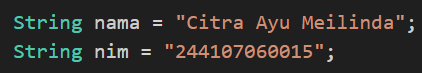 String nama = "Citra Ayu Meilinda";
String nim = "244107060015";